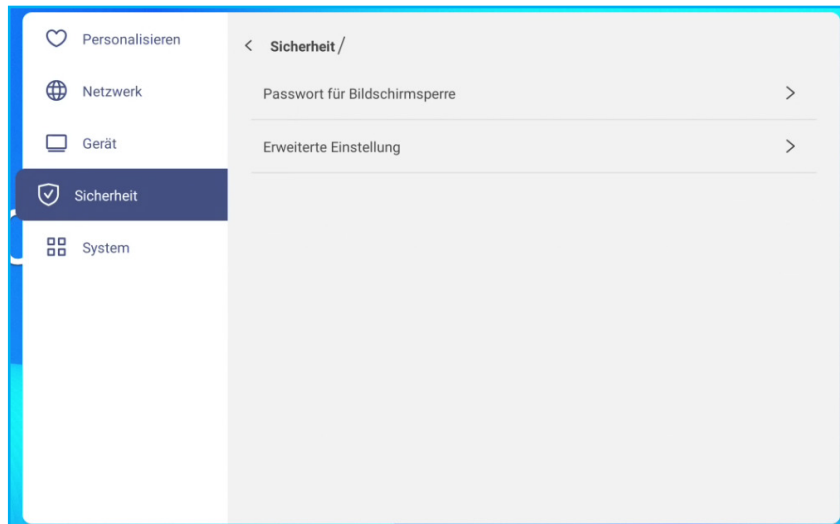 Personalisieren
Netzwerk
Gerät
Sicherheit
System
Sicherheit/
Passwort für Bildschirmsperre
Erweiterte Einstellung